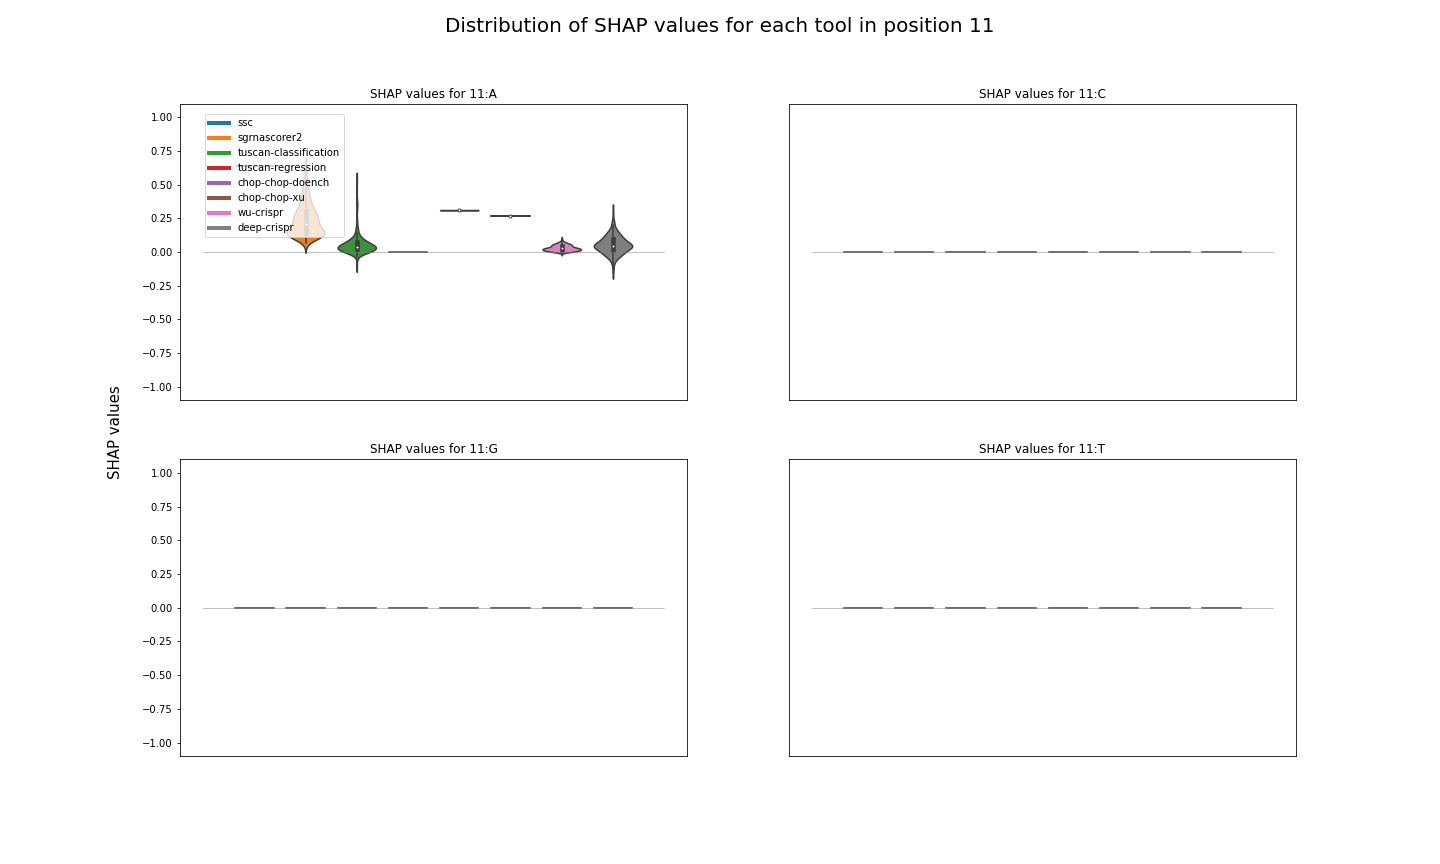 Distribution of SHAP values for each tool in position 11
SHAP values for 11:A
1.00
0.75
0.50
0.25
0.00
−0.25
−0.50
−0.75
−1.00
ssc
sgrnascorer2
tuscan-classification
tuscan-regression
chop-chop-doench
chop-chop-xu
wu-crispr
deep-crispr
SHAP values for 11:C
SHAP values
SHAP values for 11:G
1.00
0.75
0.50
0.25
0.00
−0.25
−0.50
−0.75
−1.00
SHAP values for 11:T